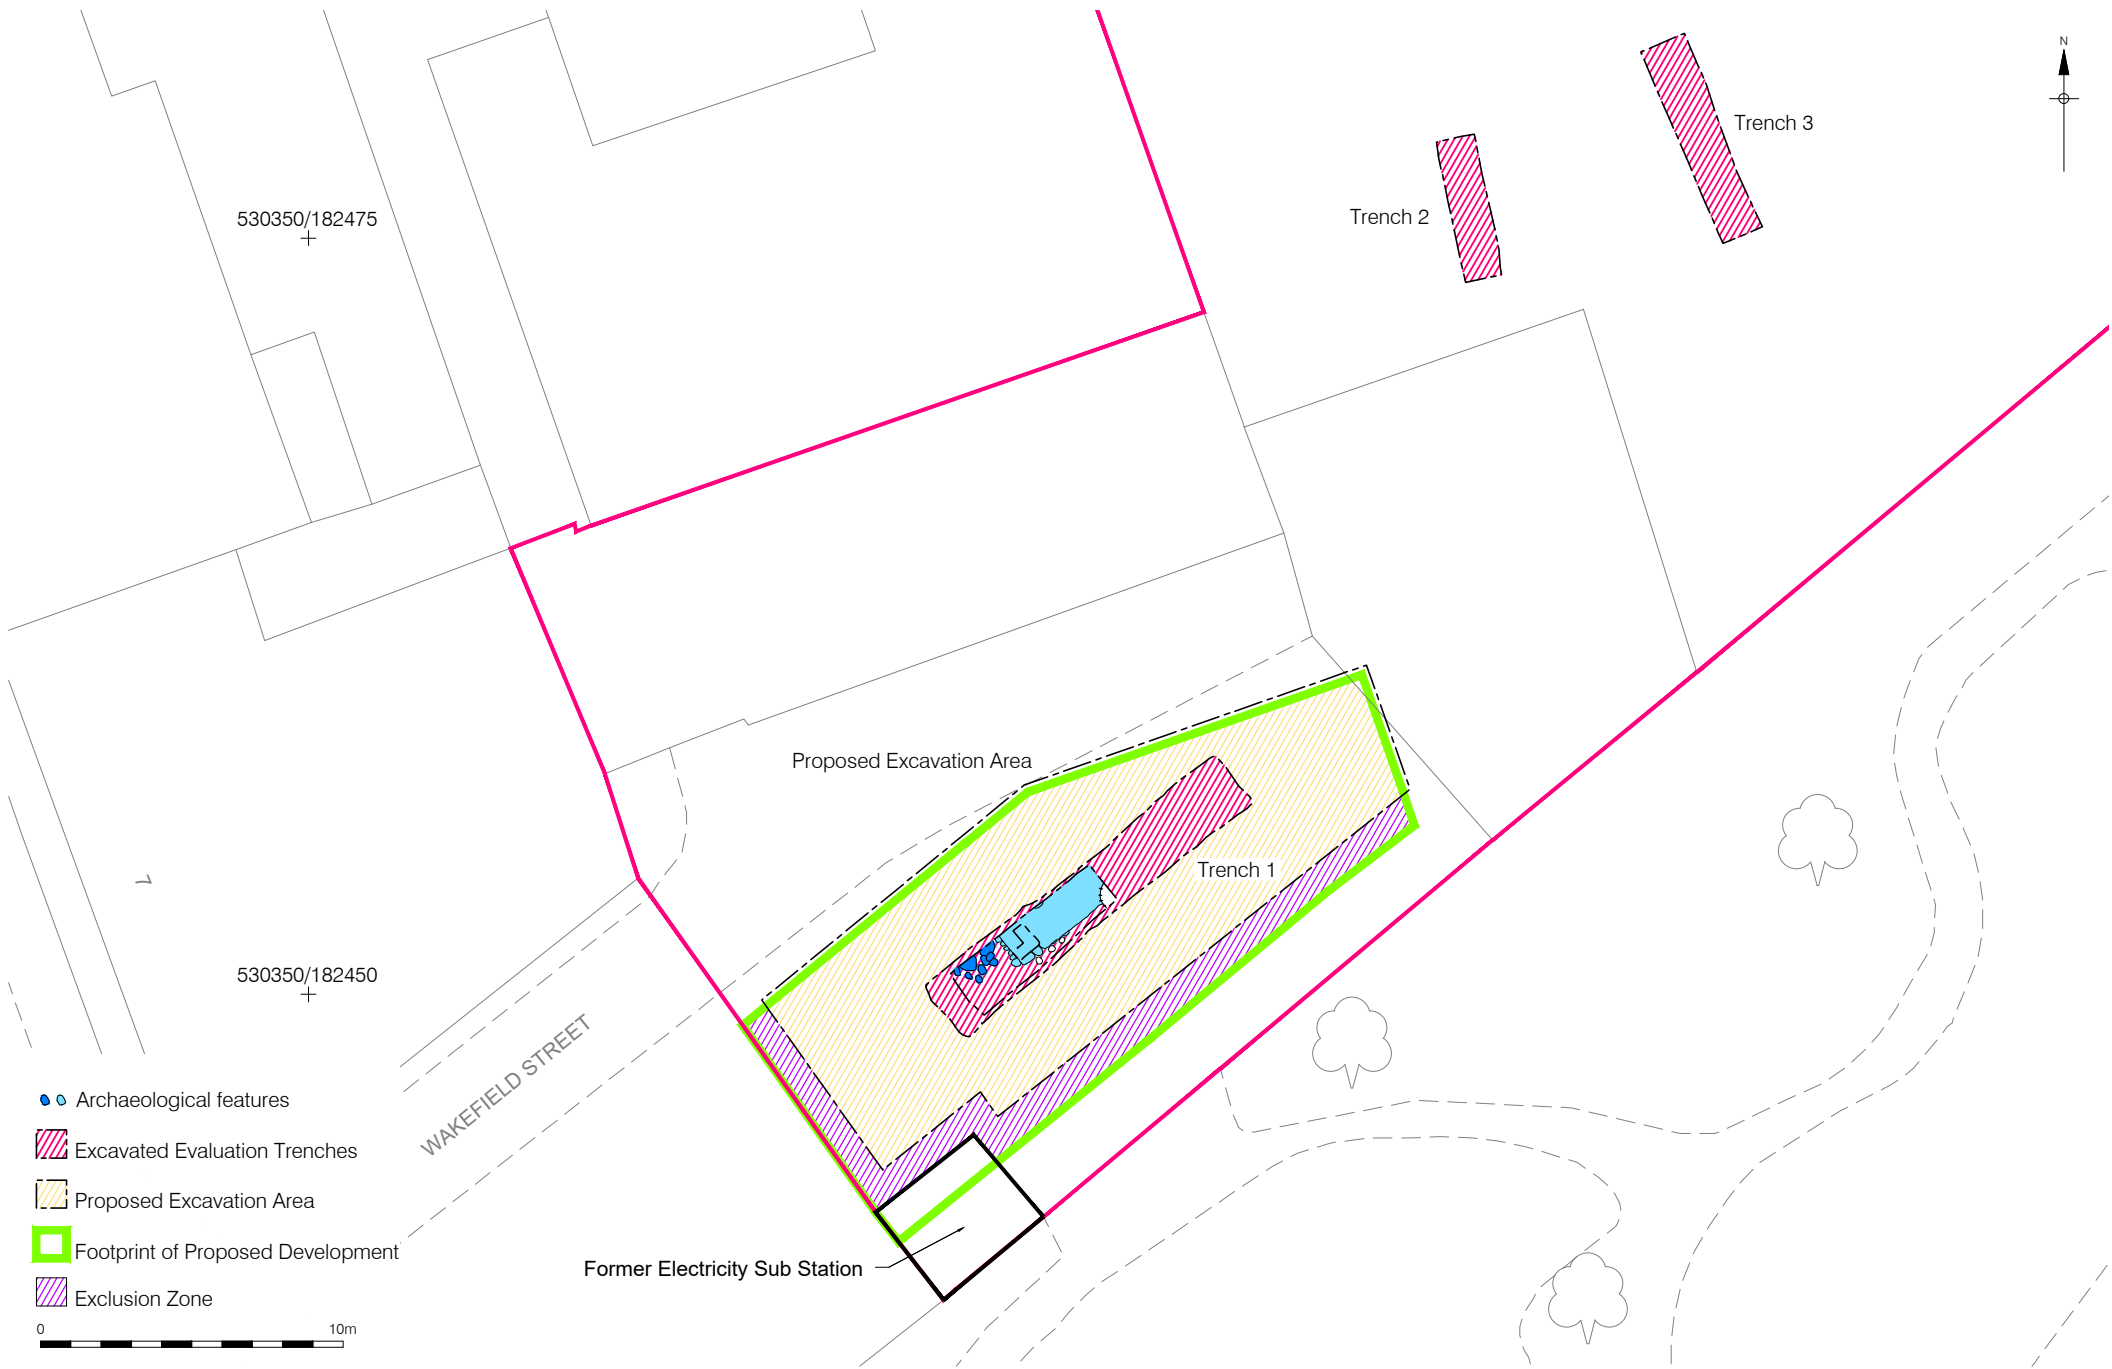 N
Trench 3
Trench 2
530350/182475
Proposed Excavation Area
Trench 1
7
530350/182450
WAKEFIELD STREET
Archaeological features
Excavated Evaluation Trenches
Proposed Excavation Area
Footprint of Proposed Development
Exclusion Zone
Former Electricity Sub Station
0 10m